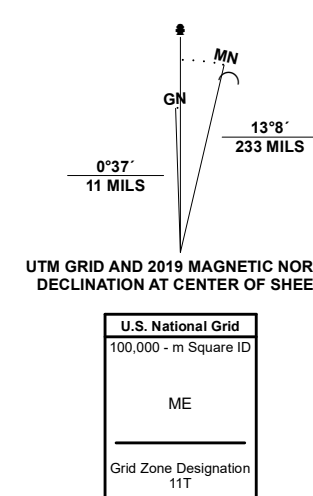 MN
GN
13°8´
233 MILS
0°37´
11 MILS
UTM GRID AND 2019 MAGNETIC NOR
DECLINATION AT CENTER OF SHEE
U.S. National Grid
100,000 - m Square ID
ME
Grid Zone Designation
11T